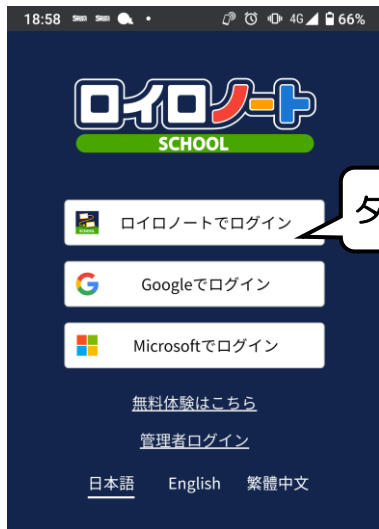 18:58 4G 66%
ロイロノート
SCHOOL
ロイロノートでログイン
タ
Googleでログイン
Microsoftでログイン
無料体験はこちら
管理者ログイン
日本語 English 繁體中文